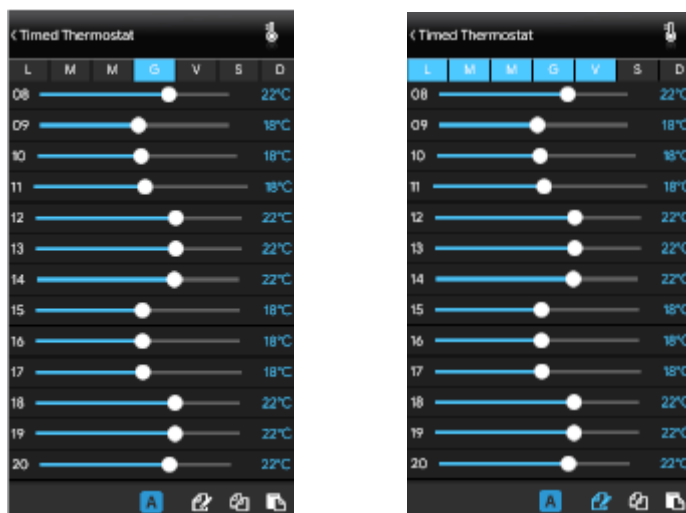 < Timed Thermostat
L M M G V S D
08 22°C
09 18°C
10 18°C
11 18°C
12 22°C
13 22°C
14 22°C
15 18°C
16 18°C
17 18°C
18 22°C
19 22°C
20 22°C
A
< Timed Thermostat
L M M G V S D
08 22°C
09 18°C
10 18°C
11 18°C
12 22°C
13 22°C
14 22°C
15 18°C
16 18°C
17 18°C
18 22°C
19 22°C
20 22°C
A